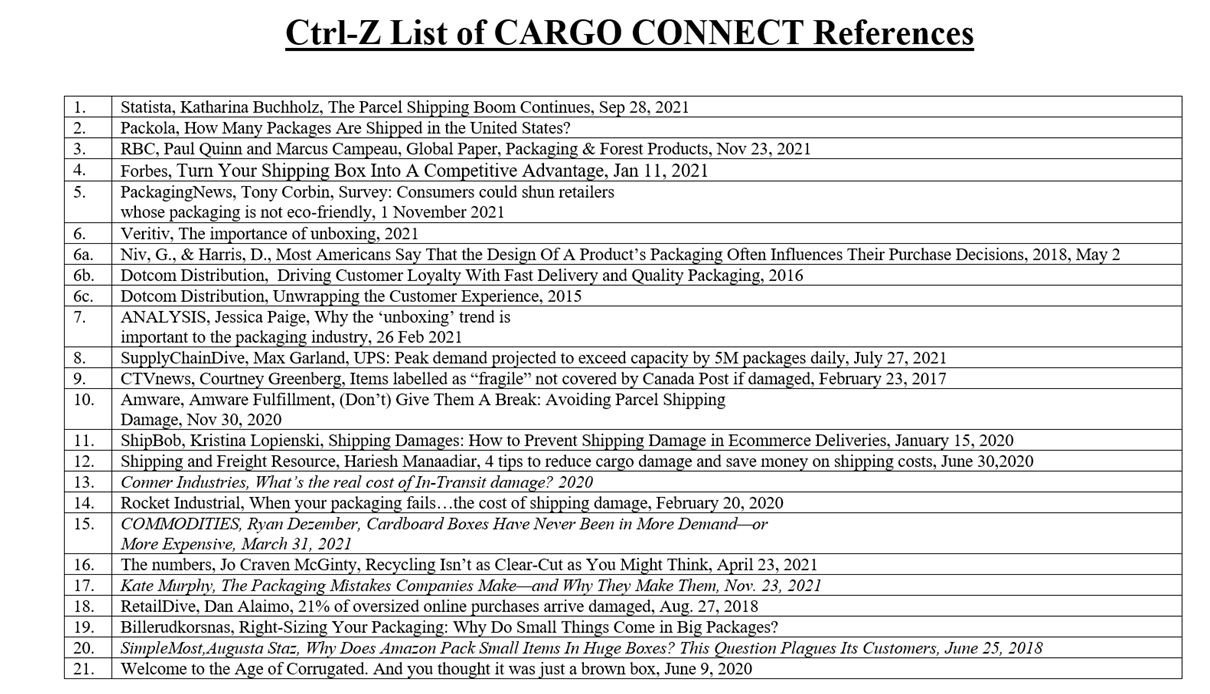 Ctrl-Z List of CARGO CONNECT References
1. Statista, Katharina Buchholz, The Parcel Shipping Boom Continues, Sep 28, 2021
2. Packola, How Many Packages Are Shipped in the United States?
3. RBC, Paul Quinn and Marcus Campeau, Global Paper, Packaging & Forest Products, Nov 23, 2021
4. Forbes, Turn Your Shipping Box Into A Competitive Advantage, Jan 11, 2021
5. PackagingNews, Tony Corbin, Survey: Consumers could shun retailers
whose packaging is not eco-friendly, 1 November 2021
6. Veritiv, The importance of unboxing, 2021
6a. Niv, G., & Harris, D., Most Americans Say That the Design Of A Product’s Packaging Often Influences Their Purchase Decisions, 2018, May 2
6b. Dotcom Distribution, Driving Customer Loyalty With Fast Delivery and Quality Packaging, 2016
6c. Dotcom Distribution, Unwrapping the Customer Experience, 2015
7. ANALYSIS, Jessica Paige, Why the ‘unboxing’ trend is
important to the packaging industry, 26 Feb 2021
8. SupplyChainDive, Max Garland, UPS: Peak demand projected to exceed capacity by 5M packages daily, July 27, 2021
9. CTVnews, Courtney Greenberg, Items labelled as “fragile” not covered by Canada Post if damaged, February 23, 2017
10. Amware, Amware Fulfillment, (Don’t) Give Them A Break: Avoiding Parcel Shipping
Damage, Nov 30, 2020
11. ShipBob, Kristina Lopienski, Shipping Damages: How to Prevent Shipping Damage in Ecommerce Deliveries, January 15, 2020
12. Shipping and Freight Resource, Hariesh Manaadiar, 4 tips to reduce cargo damage and save money on shipping costs, June 30,2020
13. Conner Industries, What’s the real cost of In-Transit damage? 2020
14. Rocket Industrial, When your packaging fails…the cost of shipping damage, February 20, 2020
15. COMMODITIES, Ryan Dezember, Cardboard Boxes Have Never Been in More Demand—or
More Expensive, March 31, 2021
16. The numbers, Jo Craven McGinty, Recycling Isn’t as Clear-Cut as You Might Think, April 23, 2021
17. Kate Murphy, The Packaging Mistakes Companies Make—and Why They Make Them, Nov. 23, 2021
18. RetailDive, Dan Alaimo, 21% of oversized online purchases arrive damaged, Aug. 27, 2018
19. Billerudkorsnas, Right-Sizing Your Packaging: Why Do Small Things Come in Big Packages?
20. SimpleMost,Augusta Staz, Why Does Amazon Pack Small Items In Huge Boxes? This Question Plagues Its Customers, June 25, 2018
21. Welcome to the Age of Corrugated. And you thought it was just a brown box, June 9, 2020